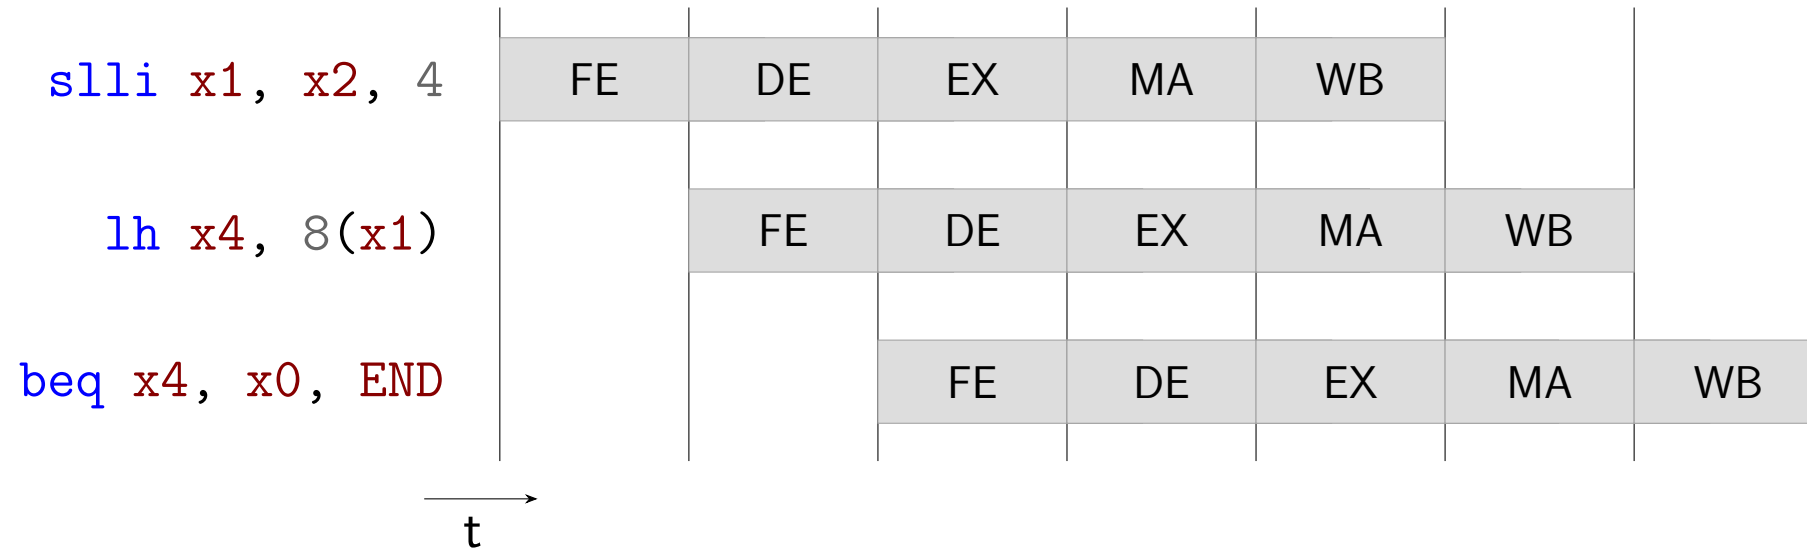 slli x1, x2, 4 FE DE EX MA WB
lh x4, 8(x1) FE DE EX MA WB
beq x4, x0, END FE DE EX MA WB
t